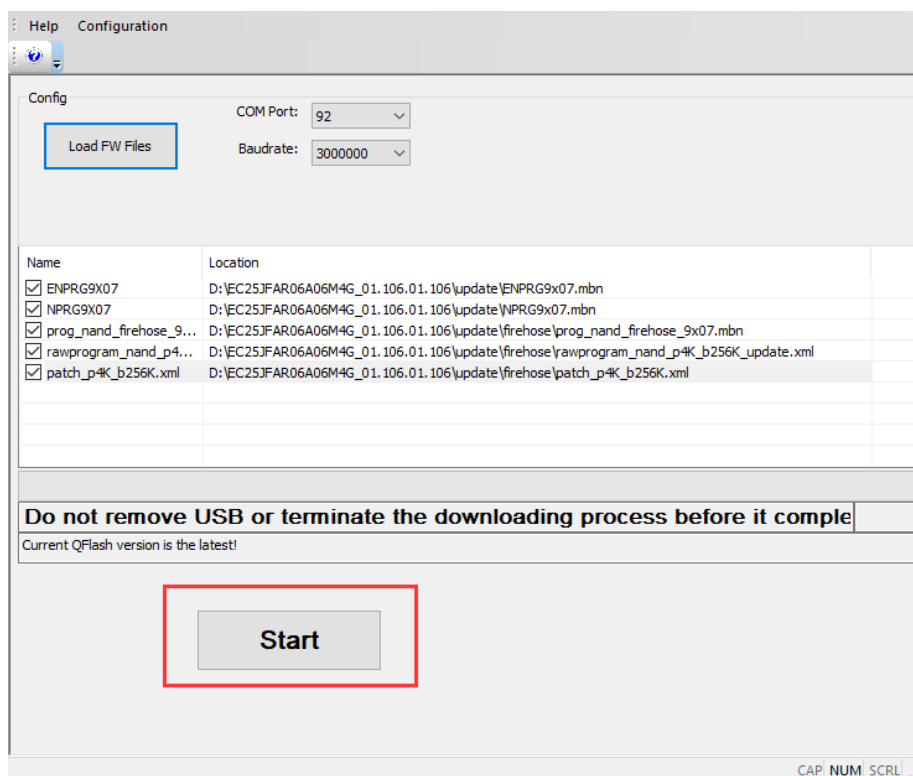 Help Configuration
Config
COM Port: 92
Load FW Files
Baudrate: 3000000
Name Location
ENPRG9X07 D:\EC25JFAR06A06M4G_01.106.01.106\update\ENPRG9x07.mbn
NPRG9X07 D:\EC25JFAR06A06M4G_01.106.01.106\update\NPRG9x07.mbn
prog_nand_firehose_9... D:\EC25JFAR06A06M4G_01.106.01.106\update\firehose\prog_nand_firehose_9x07.mbn
rawprogram_nand_p4... D:\EC25JFAR06A06M4G_01.106.01.106\update\firehose\rawprogram_nand_p4K_b256K_update.xml
patch_p4K_b256K.xml D:\EC25JFAR06A06M4G_01.106.01.106\update\firehose\patch_p4K_b256K.xml
Do not remove USB or terminate the downloading process before it comple
Current QFlash version is the latest!
Start
CAP NUM SCRL